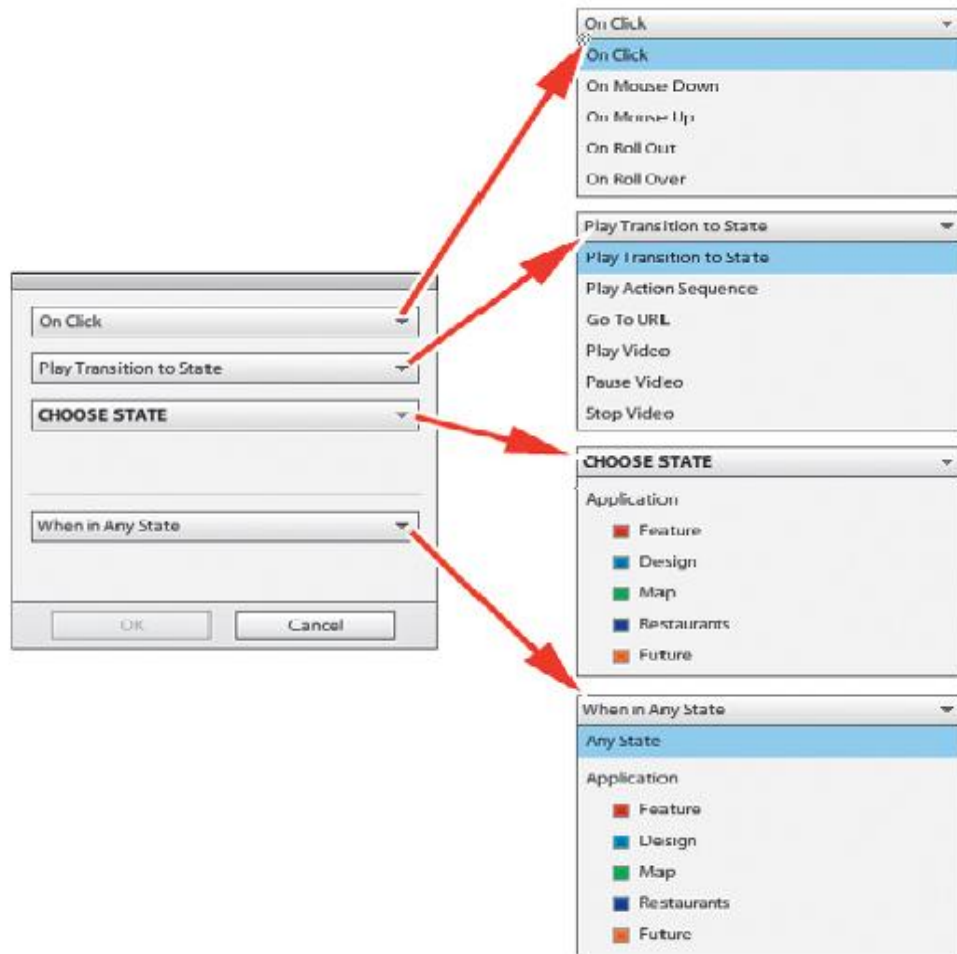 On Click
Play Transition to State
CHOOSE STATE
When in Any State
OK
Cancel
On Click
On Click
On Mouse Down
On Mouse Up
On Roll Out
On Roll Over
Play Transition to State
Play Transition to State
Play Action Sequence
Go To URL
Play Video
Pause Video
Stop Video
CHOOSE STATE
Application
Feature
Design
Map
Restaurants
Future
When in Any State
Any State
Application
Feature
Design
Map
Restaurants
Future